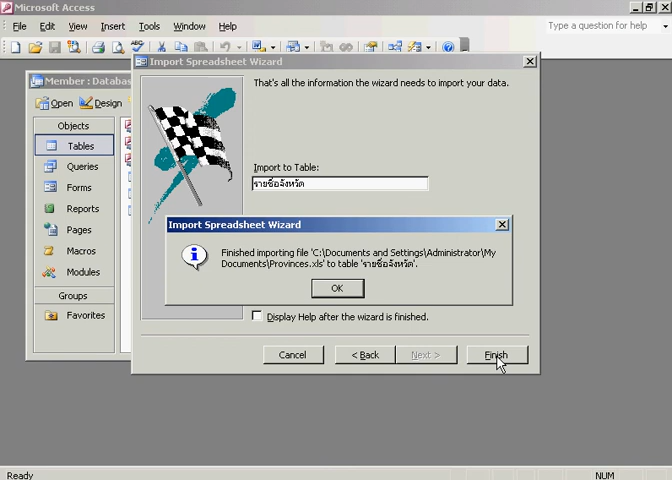 Microsoft Access
File Edit View Insert Tools Window Help
Type a question for help
Import Spreadsheet Wizard
Member : Databas
Open Design
That's all the information the wizard needs to import your data.
Objects
Tables
Queries
Forms
Reports
Pages
Macros
Modules
Groups
Favorites
Import to Table:
รายชื่อจังหวัด
Import Spreadsheet Wizard
Finished importing file 'C:\Documents and Settings\Administrator\My
Documents\Provinces.xls' to table 'รายชื่อจังหวัด'.
OK
Display Help after the wizard is finished.
Cancel < Back Next > Finish
Ready NUM